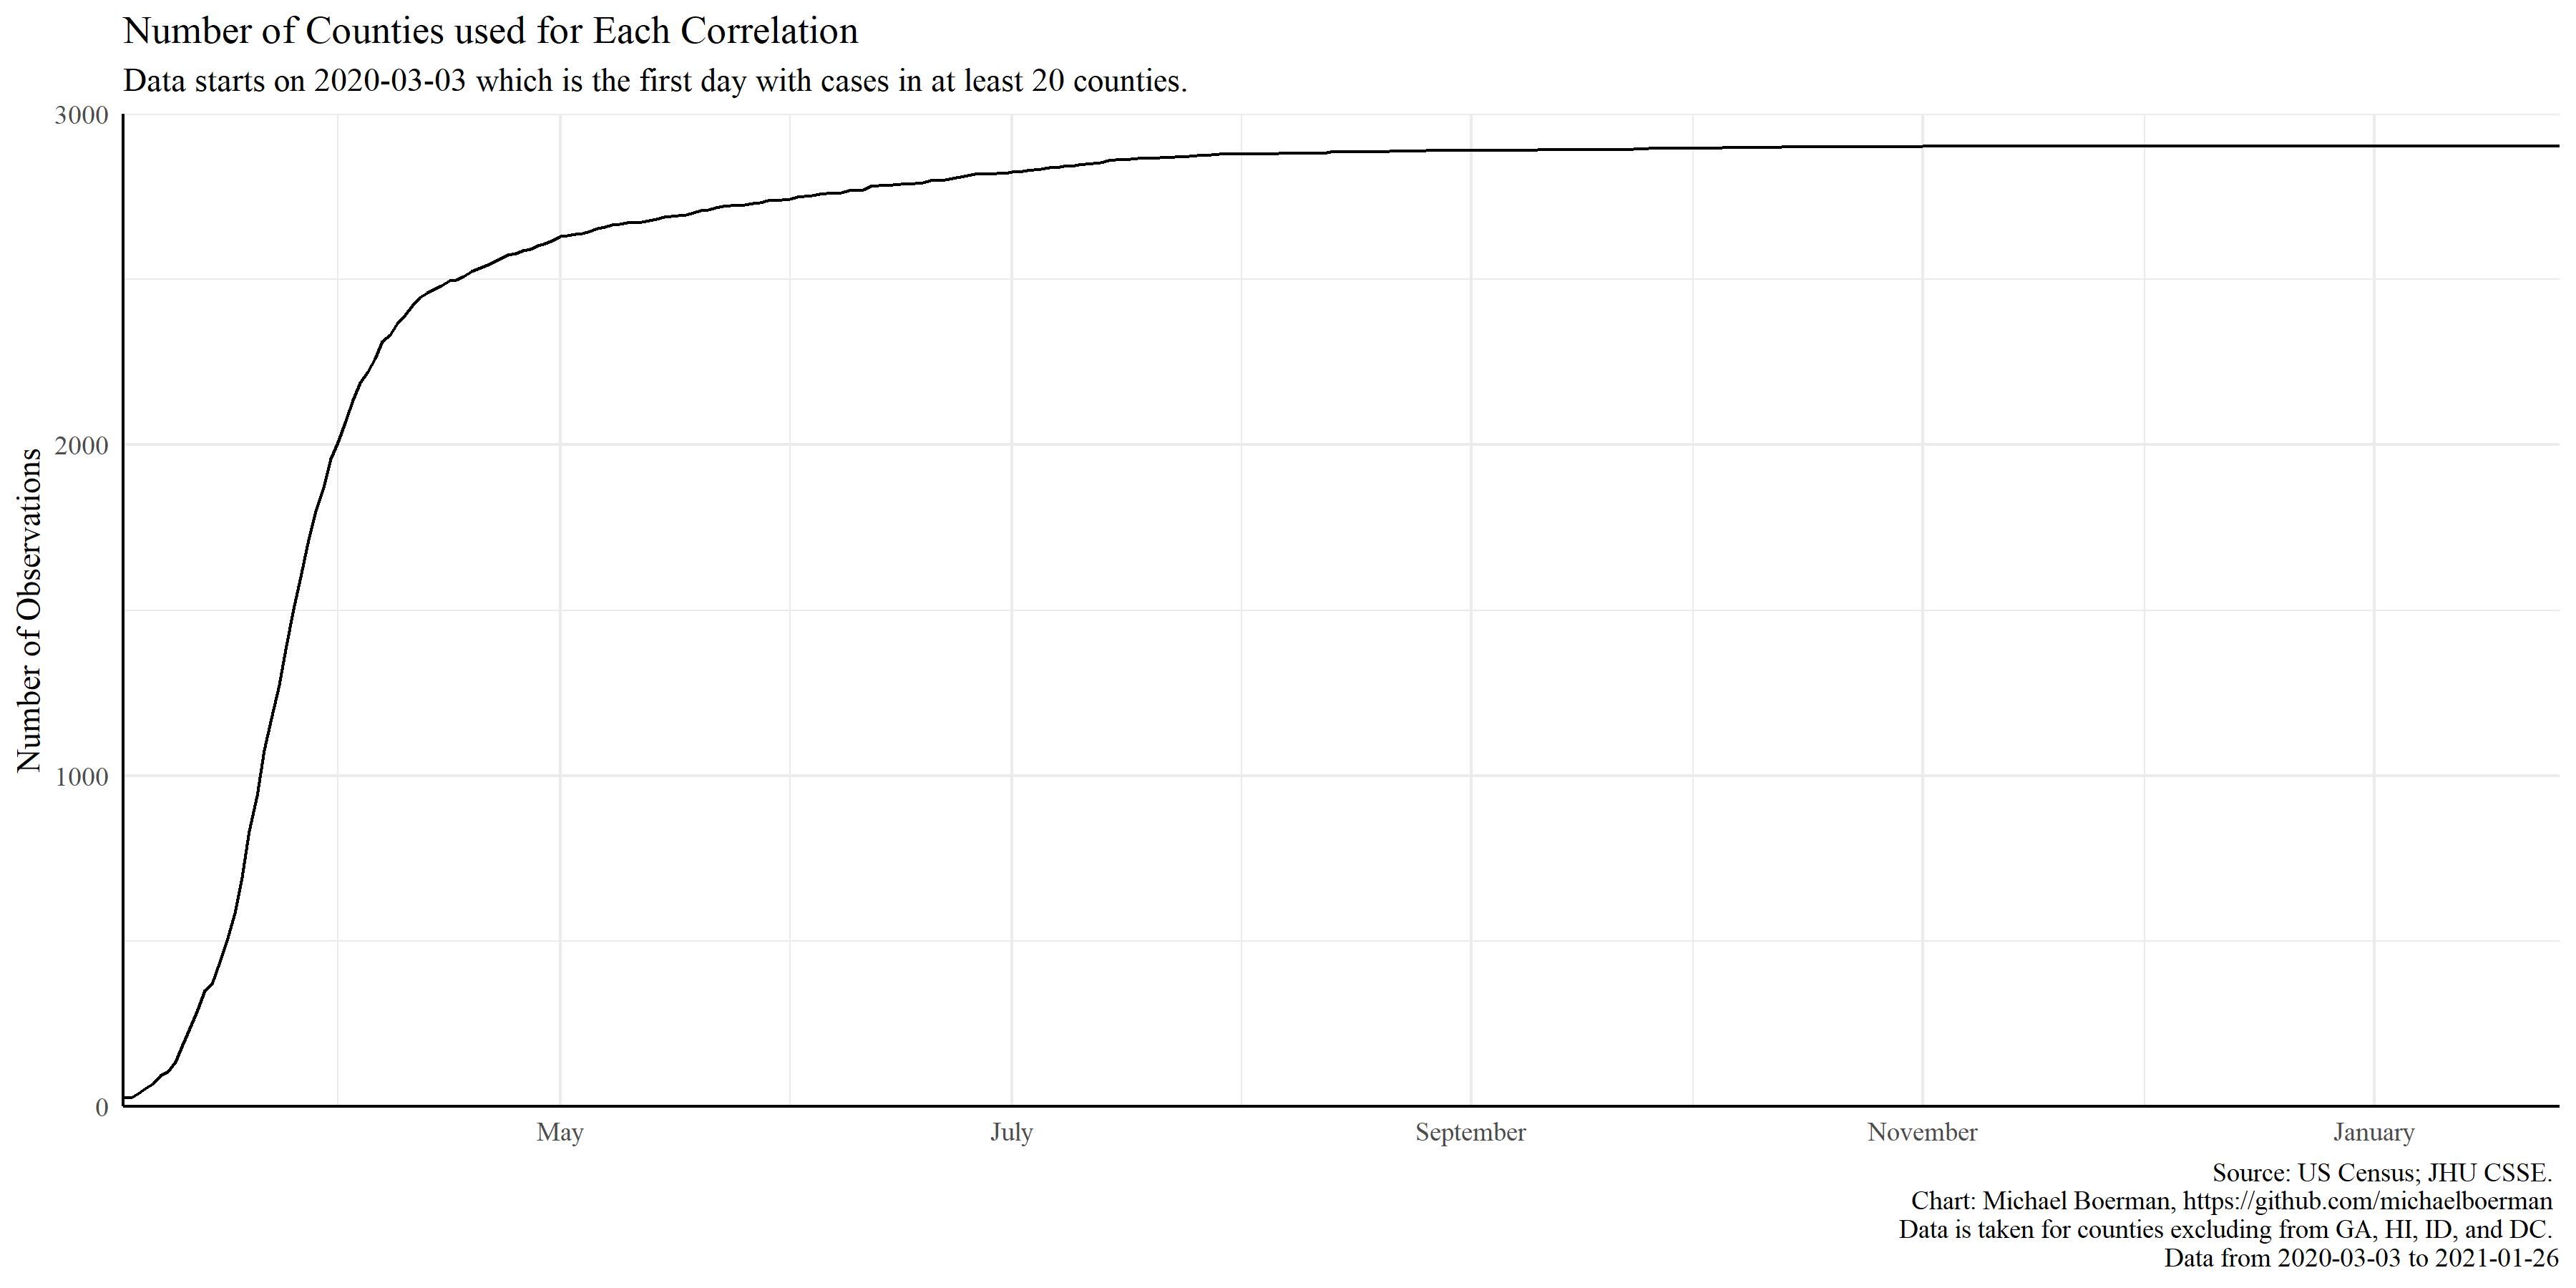 Number of Counties used for Each Correlation
Data starts on 2020-03-03 which is the first day with cases in at least 20 counties.
Number of Observations
3000
2000
1000
0
May
July
September
November
January
Source: US Census; JHU CSSE.
Chart: Michael Boerman, https://github.com/michaelboerman
Data is taken for counties excluding from GA, HI, ID, and DC.
Data from 2020-03-03 to 2021-01-26